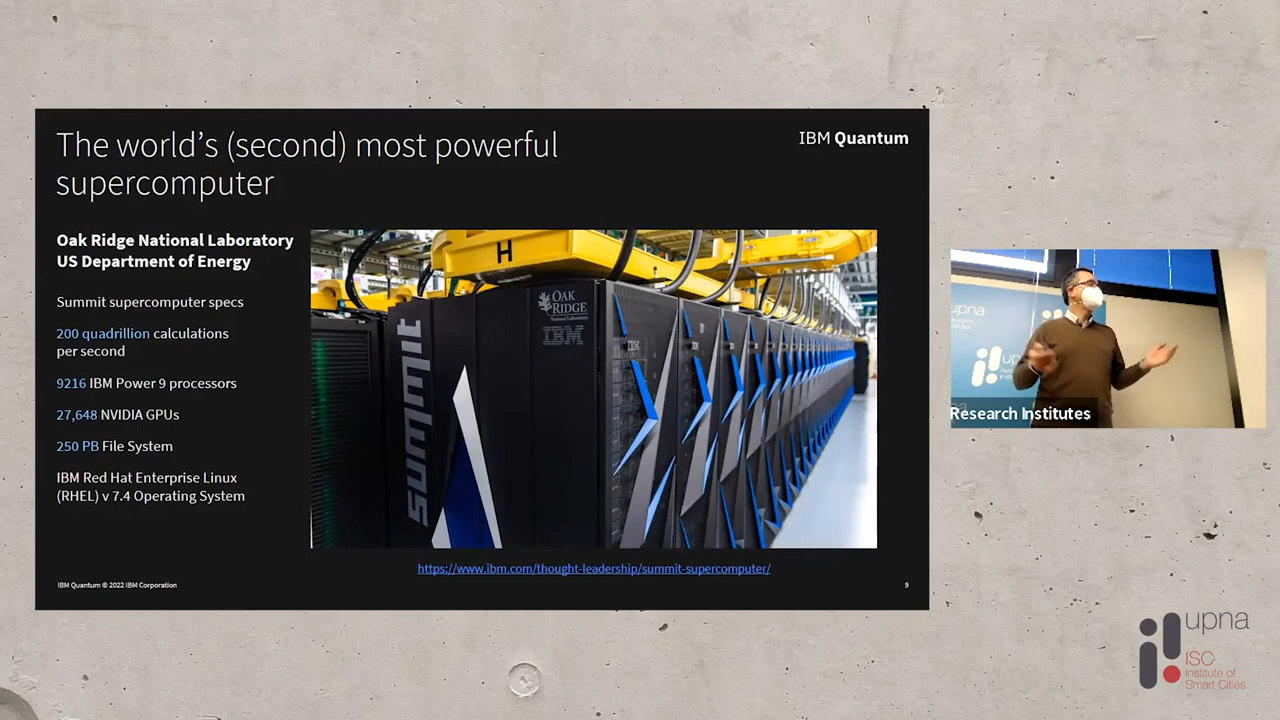 The world's (second) most powerful
supercomputer
IBM Quantum
Oak Ridge National Laboratory
US Department of Energy
Summit supercomputer specs
200 quadrillion calculations
per second
9216 IBM Power 9 processors
27,648 NVIDIA GPUs
250 PB File System
IBM Red Hat Enterprise Linux
(RHEL) v 7.4 Operating System
H
OAK
RIDGE
National Laboratory
IBM
summit
https://www.ibm.com/thought-leadership/summit-supercomputer/
IBM Quantum © 2022 IBM Corporation
9
upna
upna
Research Institutes
upna
ISC
Institute of
Smart Cities